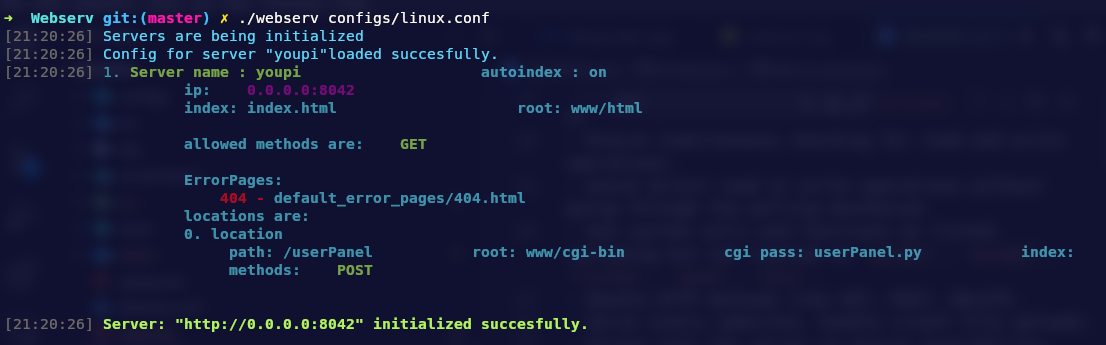 ➜  Webserv git:(master) ✗ ./webserv configs/linux.conf
[21:20:26] Servers are being initialized
[21:20:26] Config for server "youpi"loaded succesfully.
[21:20:26] 1. Server name : youpi                    autoindex : on
                    ip:    0.0.0.0:8042
                    index: index.html                    root: www/html
                    allowed methods are:    GET
                    ErrorPages:
                        404 - default_error_pages/404.html
                    locations are:
                    0. location
                         path: /userPanel           root: www/cgi-bin           cgi pass: userPanel.py           index:
                         methods:    POST
[21:20:26] Server: "http://0.0.0.0:8042" initialized succesfully.